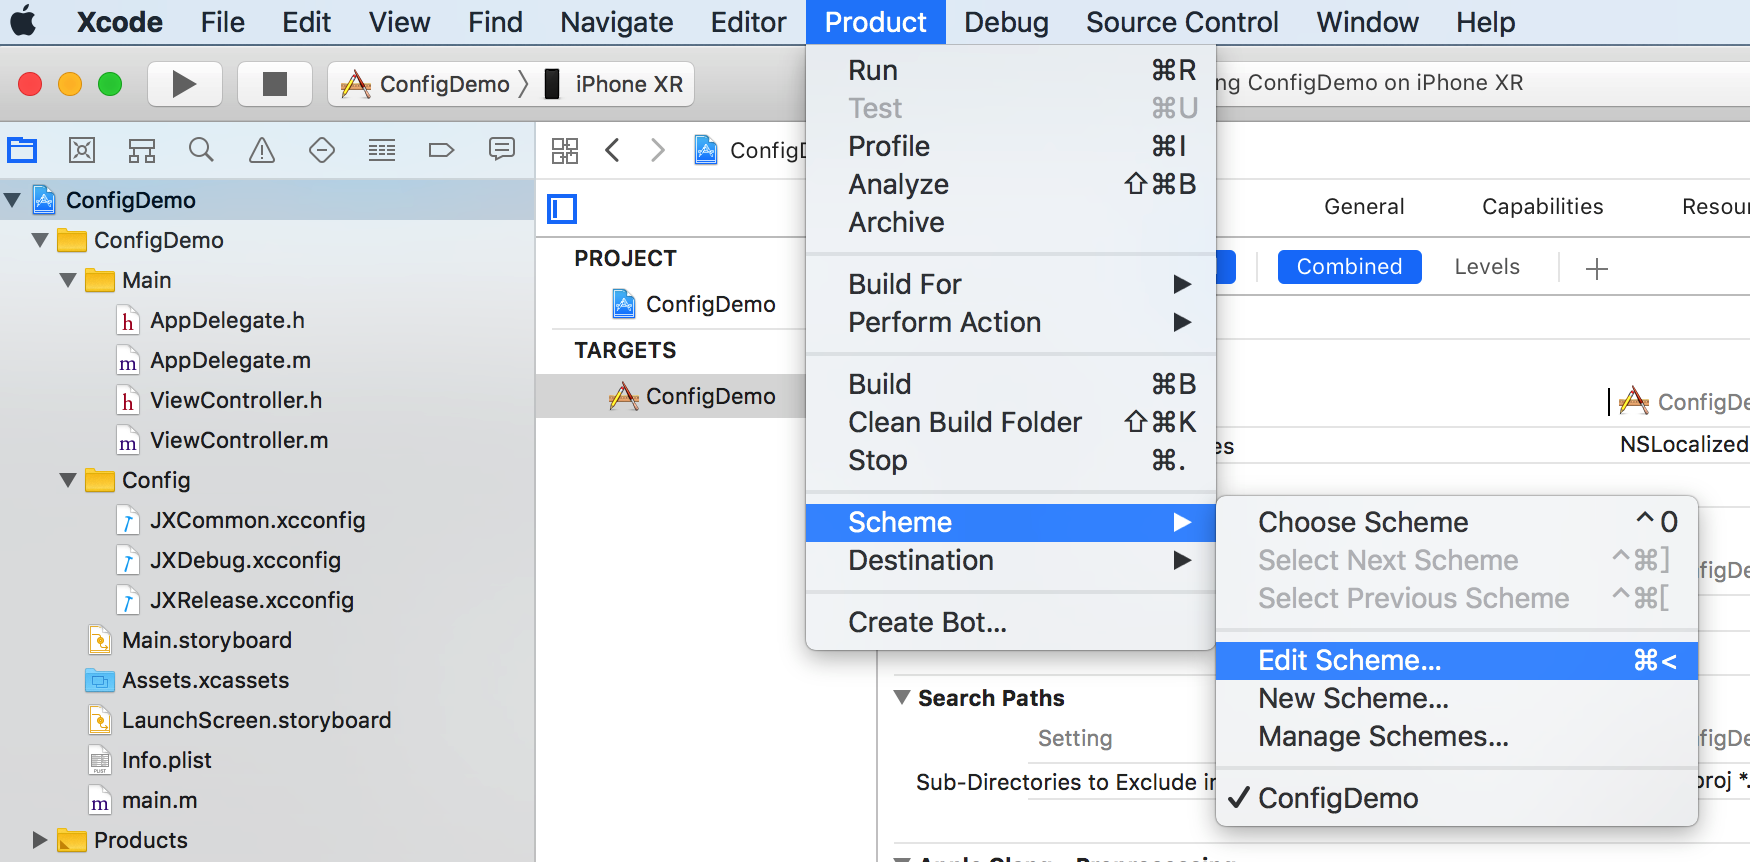 Xcode File Edit View Find Navigate Editor Product Debug Source Control Window Help
ConfigDemo iPhone XR
ng ConfigDemo on iPhone XR
ConfigDemo
ConfigDemo
Main
h AppDelegate.h
m AppDelegate.m
h ViewController.h
m ViewController.m
Config
JXCommon.xcconfig
JXDebug.xcconfig
JXRelease.xcconfig
Main.storyboard
Assets.xcassets
LaunchScreen.storyboard
PLIST Info.plist
m main.m
Products
ConfigD
PROJECT
ConfigDemo
TARGETS
ConfigDemo
Run ⌘R
Test ⌘U
Profile ⌘I
Analyze ⇧⌘B
Archive
Build For ▶
Perform Action ▶
Build ⌘B
Clean Build Folder ⇧⌘K
Stop ⌘.
Scheme ▶
Destination ▶
Create Bot...
Choose Scheme ^0
Select Next Scheme ^⌘]
Select Previous Scheme ^⌘[
Edit Scheme... ⌘<
New Scheme...
Manage Schemes...
✓ ConfigDemo
General Capabilities Resou
Combined Levels +
ConfigDe
es NSLocalized
figDe
Search Paths
Setting figDe
Sub-Directories to Exclude in roj *.